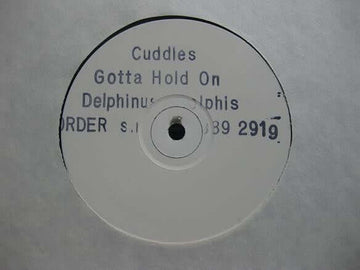 Cuddles
Gotta Hold On
Delphinus
ORDER 2919